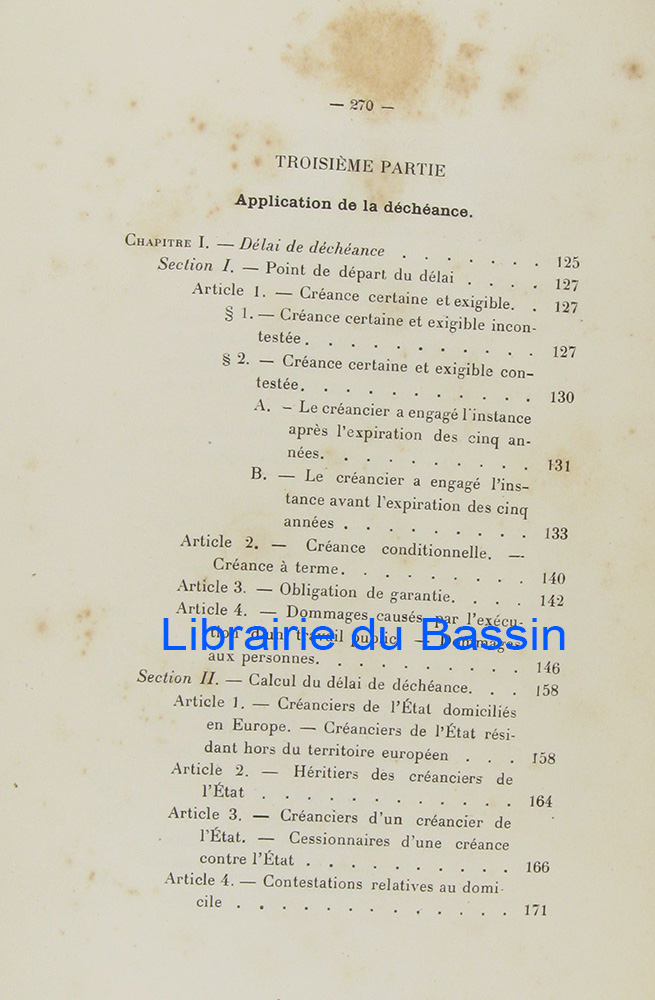 — 270 —
TROISIÈME PARTIE
Application de la déchéance.
CHAPITRE I. — Délai de déchéance . . . . . . . 125
Section I. — Point de départ du délai . . . . 127
Article 1. — Créance certaine et exigible. . 127
§ 1. — Créance certaine et exigible incon-
testée . . . . . . . . . . . 127
§ 2. — Créance certaine et exigible con-
testée. . . . . . . . . . . 130
A. — Le créancier a engagé l'instance
après l'expiration des cinq an-
nées. . . . . . . . . . 131
B. — Le créancier a engagé l'ins-
tance avant l'expiration des cinq
années . . . . . . . . . 133
Article 2. — Créance conditionnelle. —
Créance à terme. . . . . . . . . . 140
Article 3. — Obligation de garantie. . . . 142
Article 4. — Dommages causés par l'exécu-
tion d'un travail public. — Dommages
Librairie du Bassin
aux personnes. . . . . . . . . . 146
Section II. — Calcul du délai de déchéance. . . 158
Article 1. — Créanciers de l'État domiciliés
en Europe. — Créanciers de l'État rési-
dant hors du territoire européen . . . 158
Article 2. — Héritiers des créanciers de
l'État . . . . . . . . . . . . 164
Article 3. — Créanciers d'un créancier de
l'État. — Cessionnaires d'une créance
contre l'État . . . . . . . . . . 166
Article 4. — Contestations relatives au domi-
cile . . . . . . . . . . . . . 171